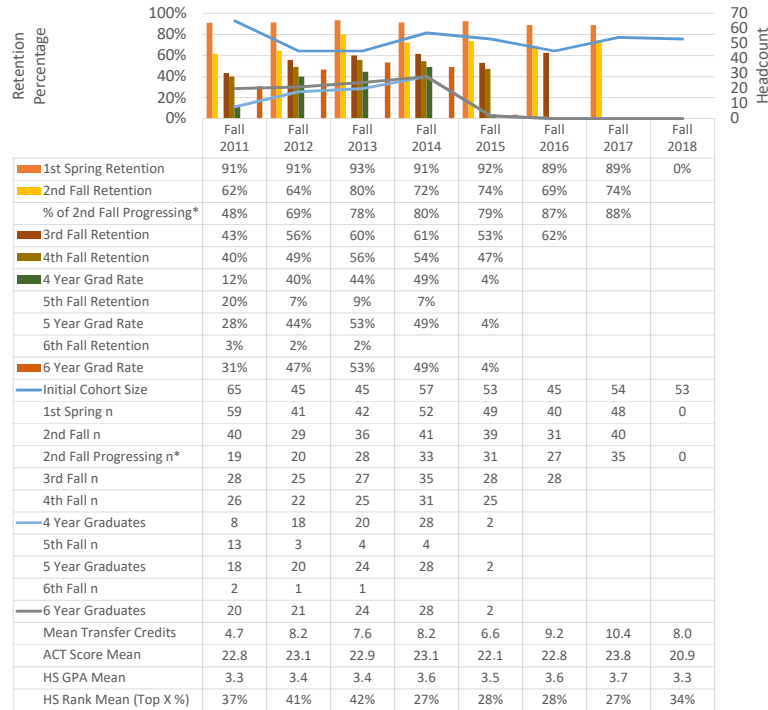 Retention
Percentage
100%
80%
60%
40%
20%
0%
70
60
50
40
30
20
10
0
Headcount
Fall 2011 Fall 2012 Fall 2013 Fall 2014 Fall 2015 Fall 2016 Fall 2017 Fall 2018
1st Spring Retention 91% 91% 93% 91% 92% 89% 89% 0%
2nd Fall Retention 62% 64% 80% 72% 74% 69% 74%
% of 2nd Fall Progressing* 48% 69% 78% 80% 79% 87% 88%
3rd Fall Retention 43% 56% 60% 61% 53% 62%
4th Fall Retention 40% 49% 56% 54% 47%
4 Year Grad Rate 12% 40% 44% 49% 4%
5th Fall Retention 20% 7% 9% 7%
5 Year Grad Rate 28% 44% 53% 49% 4%
6th Fall Retention 3% 2% 2%
6 Year Grad Rate 31% 47% 53% 49% 4%
Initial Cohort Size 65 45 45 57 53 45 54 53
1st Spring n 59 41 42 52 49 40 48 0
2nd Fall n 40 29 36 41 39 31 40
2nd Fall Progressing n* 19 20 28 33 31 27 35 0
3rd Fall n 28 25 27 35 28 28
4th Fall n 26 22 25 31 25
4 Year Graduates 8 18 20 28 2
5th Fall n 13 3 4 4
5 Year Graduates 18 20 24 28 2
6th Fall n 2 1 1
6 Year Graduates 20 21 24 28 2
Mean Transfer Credits 4.7 8.2 7.6 8.2 6.6 9.2 10.4 8.0
ACT Score Mean 22.8 23.1 22.9 23.1 22.1 22.8 23.8 20.9
HS GPA Mean 3.3 3.4 3.4 3.6 3.5 3.6 3.7 3.3
HS Rank Mean (Top X %) 37% 41% 42% 27% 28% 28% 27% 34%